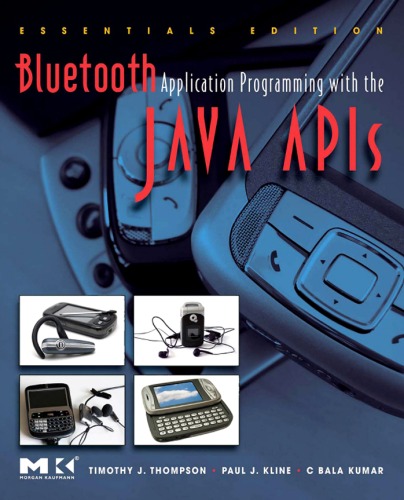 ESSENTIALS EDITION
Bluetooth Application Programming with the
JAVA APIs
MK
MORGAN KAUFMANN
TIMOTHY J. THOMPSON • PAUL J. KLINE • C BALA KUMAR